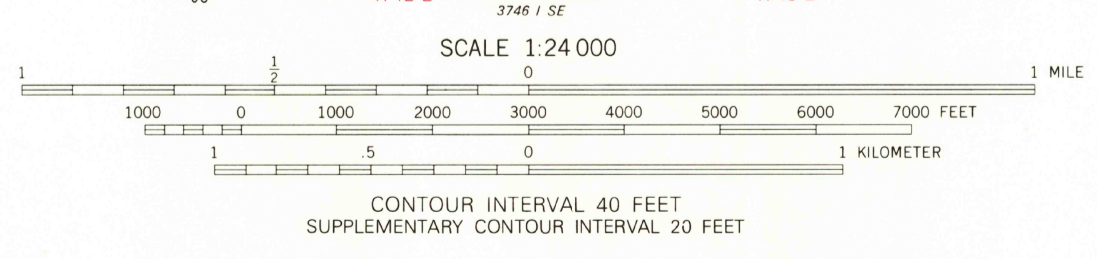 3746 I SE
SCALE 1:24 000
1 1/2 0 1 MILE
1000 0 1000 2000 3000 4000 5000 6000 7000 FEET
1 .5 0 1 KILOMETER
CONTOUR INTERVAL 40 FEET
SUPPLEMENTARY CONTOUR INTERVAL 20 FEET